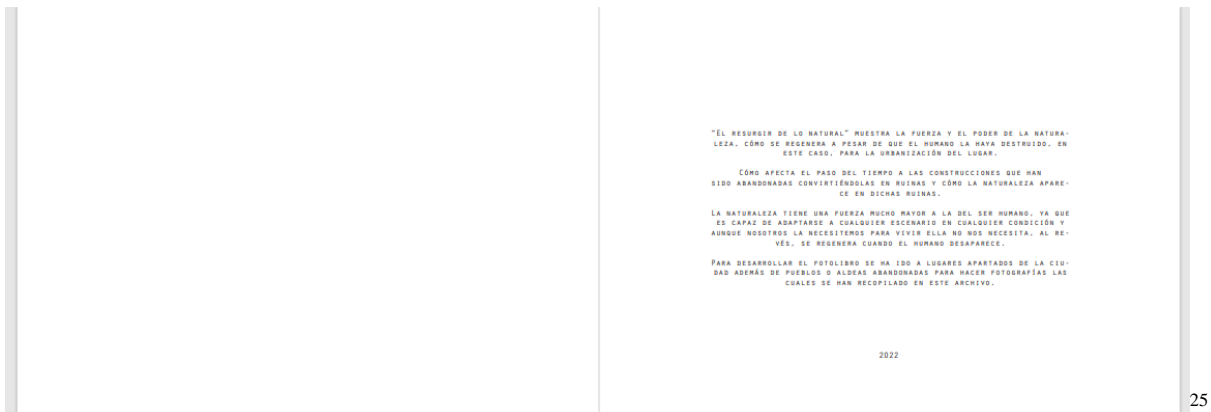 "El resurgir de lo natural" muestra la fuerza y el poder de la natura-
leza, cómo se regenera a pesar de que el humano la haya destruido, en
este caso, para la urbanización del lugar.
Cómo afecta el paso del tiempo a las construcciones que han
sido abandonadas convirtiéndolas en ruinas y cómo la naturaleza apare-
ce en dichas ruinas.
La naturaleza tiene una fuerza mucho mayor a la del ser humano, ya que
es capaz de adaptarse a cualquier escenario en cualquier condición y
aunque nosotros la necesitemos para vivir ella no nos necesita, al re-
vés, se regenera cuando el humano desaparece.
Para desarrollar el fotolibro se ha ido a lugares apartados de la ciu-
dad además de pueblos o aldeas abandonadas para hacer fotografías las
cuales se han recopilado en este archivo.
2022
25